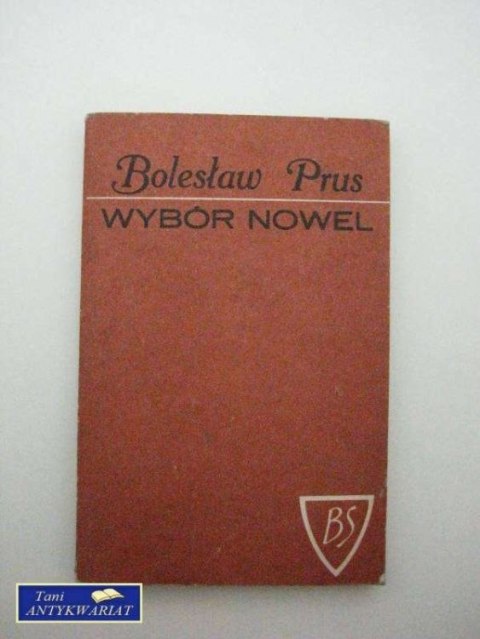 Bolesław Prus
WYBÓR NOWEL
BS
Tani
ANTYKWARIAT